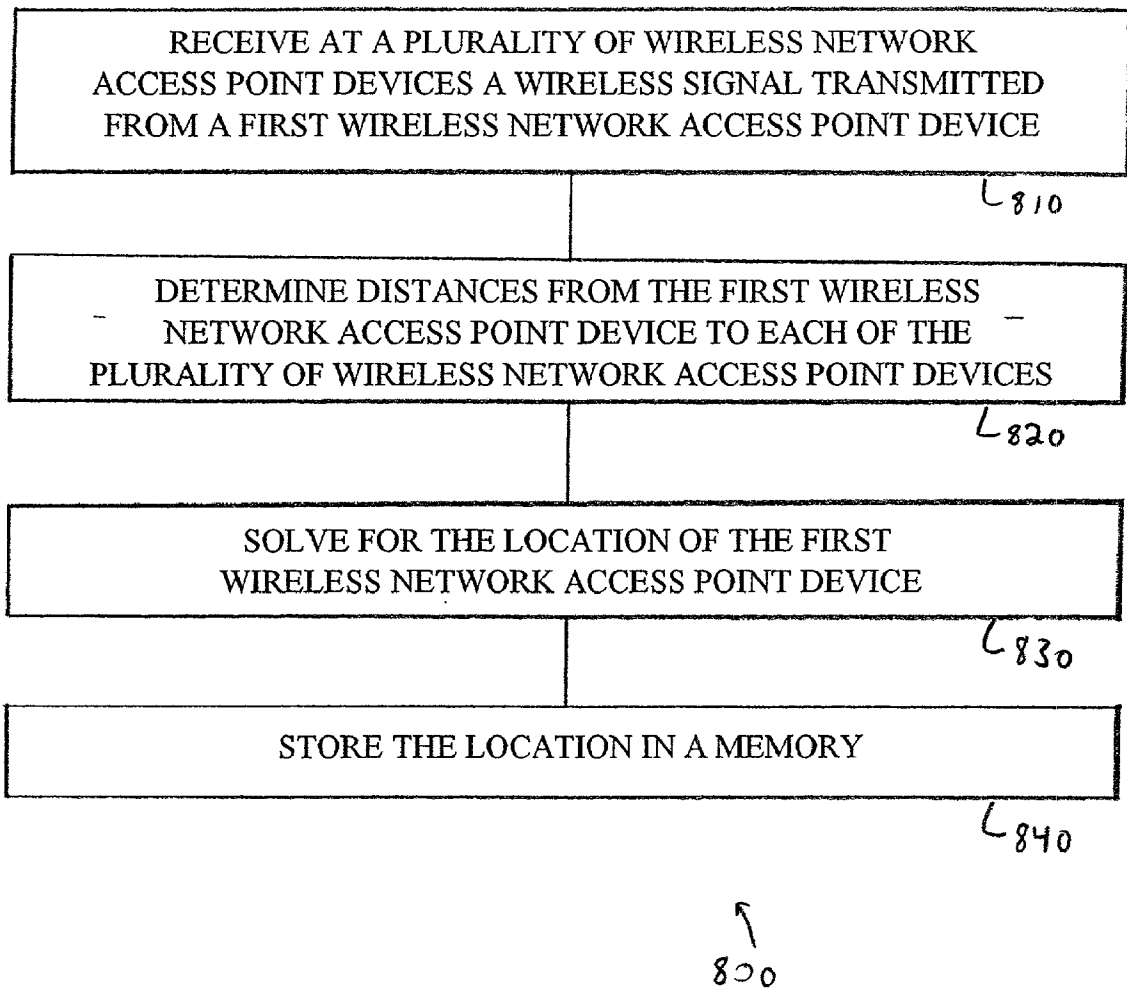 RECEIVE AT A PLURALITY OF WIRELESS NETWORK
ACCESS POINT DEVICES A WIRELESS SIGNAL TRANSMITTED
FROM A FIRST WIRELESS NETWORK ACCESS POINT DEVICE
810
DETERMINE DISTANCES FROM THE FIRST WIRELESS
NETWORK ACCESS POINT DEVICE TO EACH OF THE
PLURALITY OF WIRELESS NETWORK ACCESS POINT DEVICES
820
SOLVE FOR THE LOCATION OF THE FIRST
WIRELESS NETWORK ACCESS POINT DEVICE
830
STORE THE LOCATION IN A MEMORY
840
800